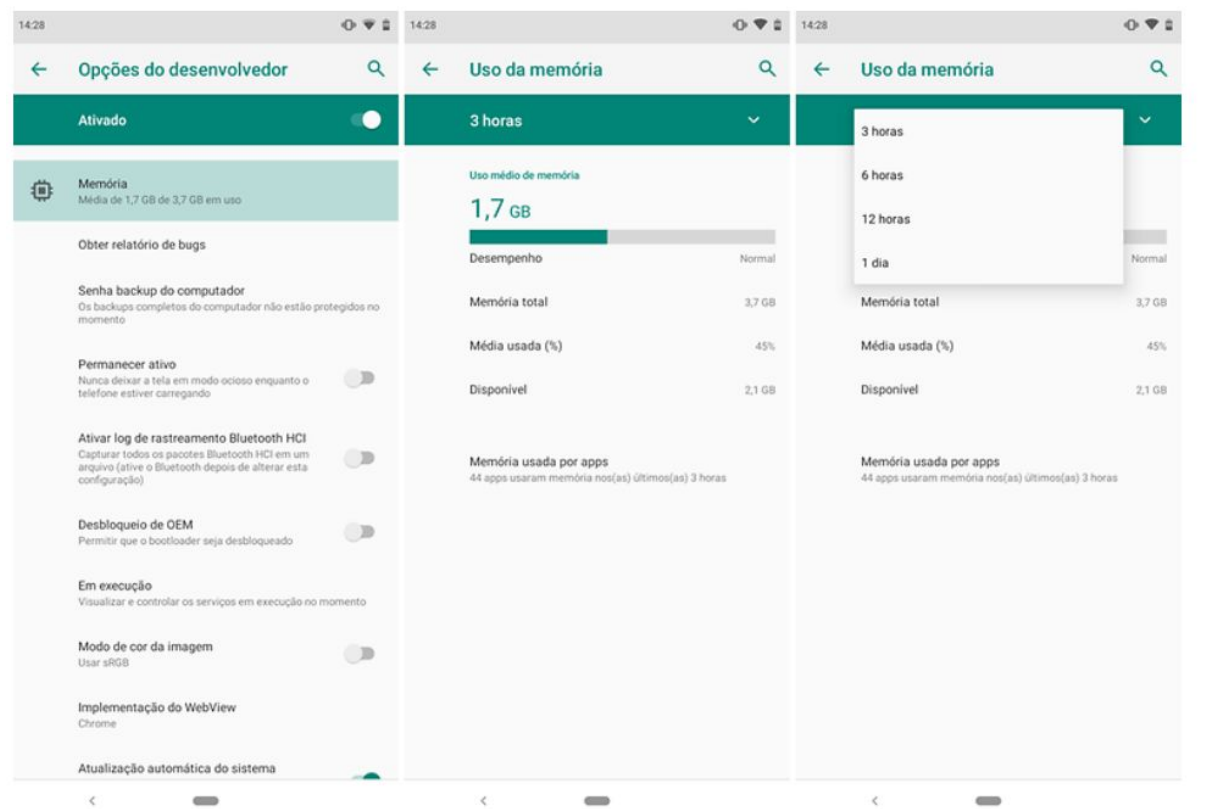 14:28
Opções do desenvolvedor
Ativado
Memória
Média de 1,7 GB de 3,7 GB em uso
Obter relatório de bugs
Senha backup do computador
Os backups completos do computador não estão protegidos no
momento
Permanecer ativo
Nunca deixar a tela em modo ocioso enquanto o
telefone estiver carregando
Ativar log de rastreamento Bluetooth HCI
Capturar todos os pacotes Bluetooth HCI em um
arquivo (ative o Bluetooth depois de alterar esta
configuração)
Desbloqueio de OEM
Permitir que o bootloader seja desbloqueado
Em execução
Visualizar e controlar os serviços em execução no momento
Modo de cor da imagem
Usar sRGB
Implementação do WebView
Chrome
Atualização automática do sistema
14:28
Uso da memória
3 horas
Uso médio de memória
1,7 GB
Desempenho Normal
Memória total 3,7 GB
Média usada (%) 45%
Disponível 2,1 GB
Memória usada por apps
44 apps usaram memória nos(as) últimos(as) 3 horas
14:28
Uso da memória
3 horas
6 horas
12 horas
1 dia
Normal
Memória total 3,7 GB
Média usada (%) 45%
Disponível 2,1 GB
Memória usada por apps
44 apps usaram memória nos(as) últimos(as) 3 horas